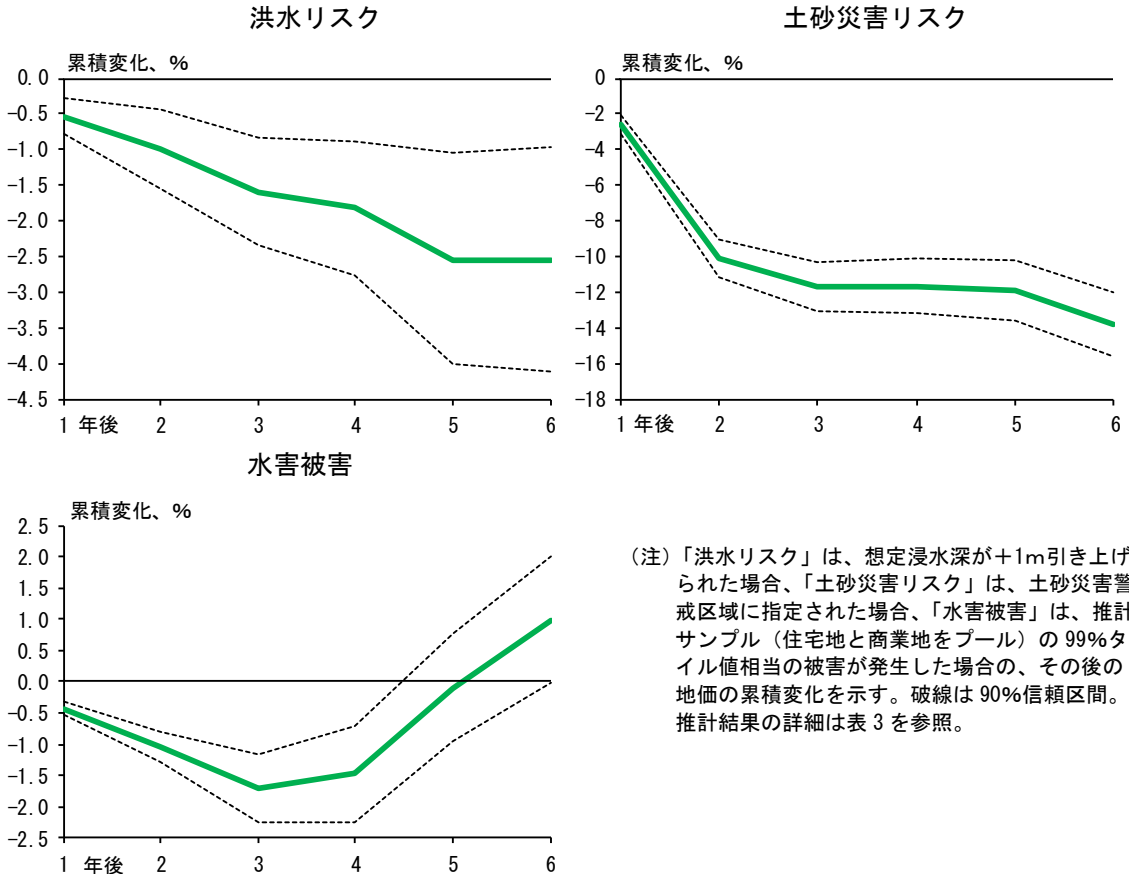 洪水リスク
累積変化、%
0.0
-0.5
-1.0
-1.5
-2.0
-2.5
-3.0
-3.5
-4.0
-4.5
1 年後 2 3 4 5 6
土砂災害リスク
累積変化、%
0
-2
-4
-6
-8
-10
-12
-14
-16
-18
1 年後 2 3 4 5 6
水害被害
累積変化、%
2.5
2.0
1.5
1.0
0.5
0.0
-0.5
-1.0
-1.5
-2.0
-2.5
1 年後 2 3 4 5 6
（注）「洪水リスク」は、想定浸水深が＋1ｍ引き上げ
られた場合、「土砂災害リスク」は、土砂災害警
戒区域に指定された場合、「水害被害」は、推計
サンプル（住宅地と商業地をプール）の 99%タ
イル値相当の被害が発生した場合の、その後の
地価の累積変化を示す。破線は 90%信頼区間。
推計結果の詳細は表 3 を参照。